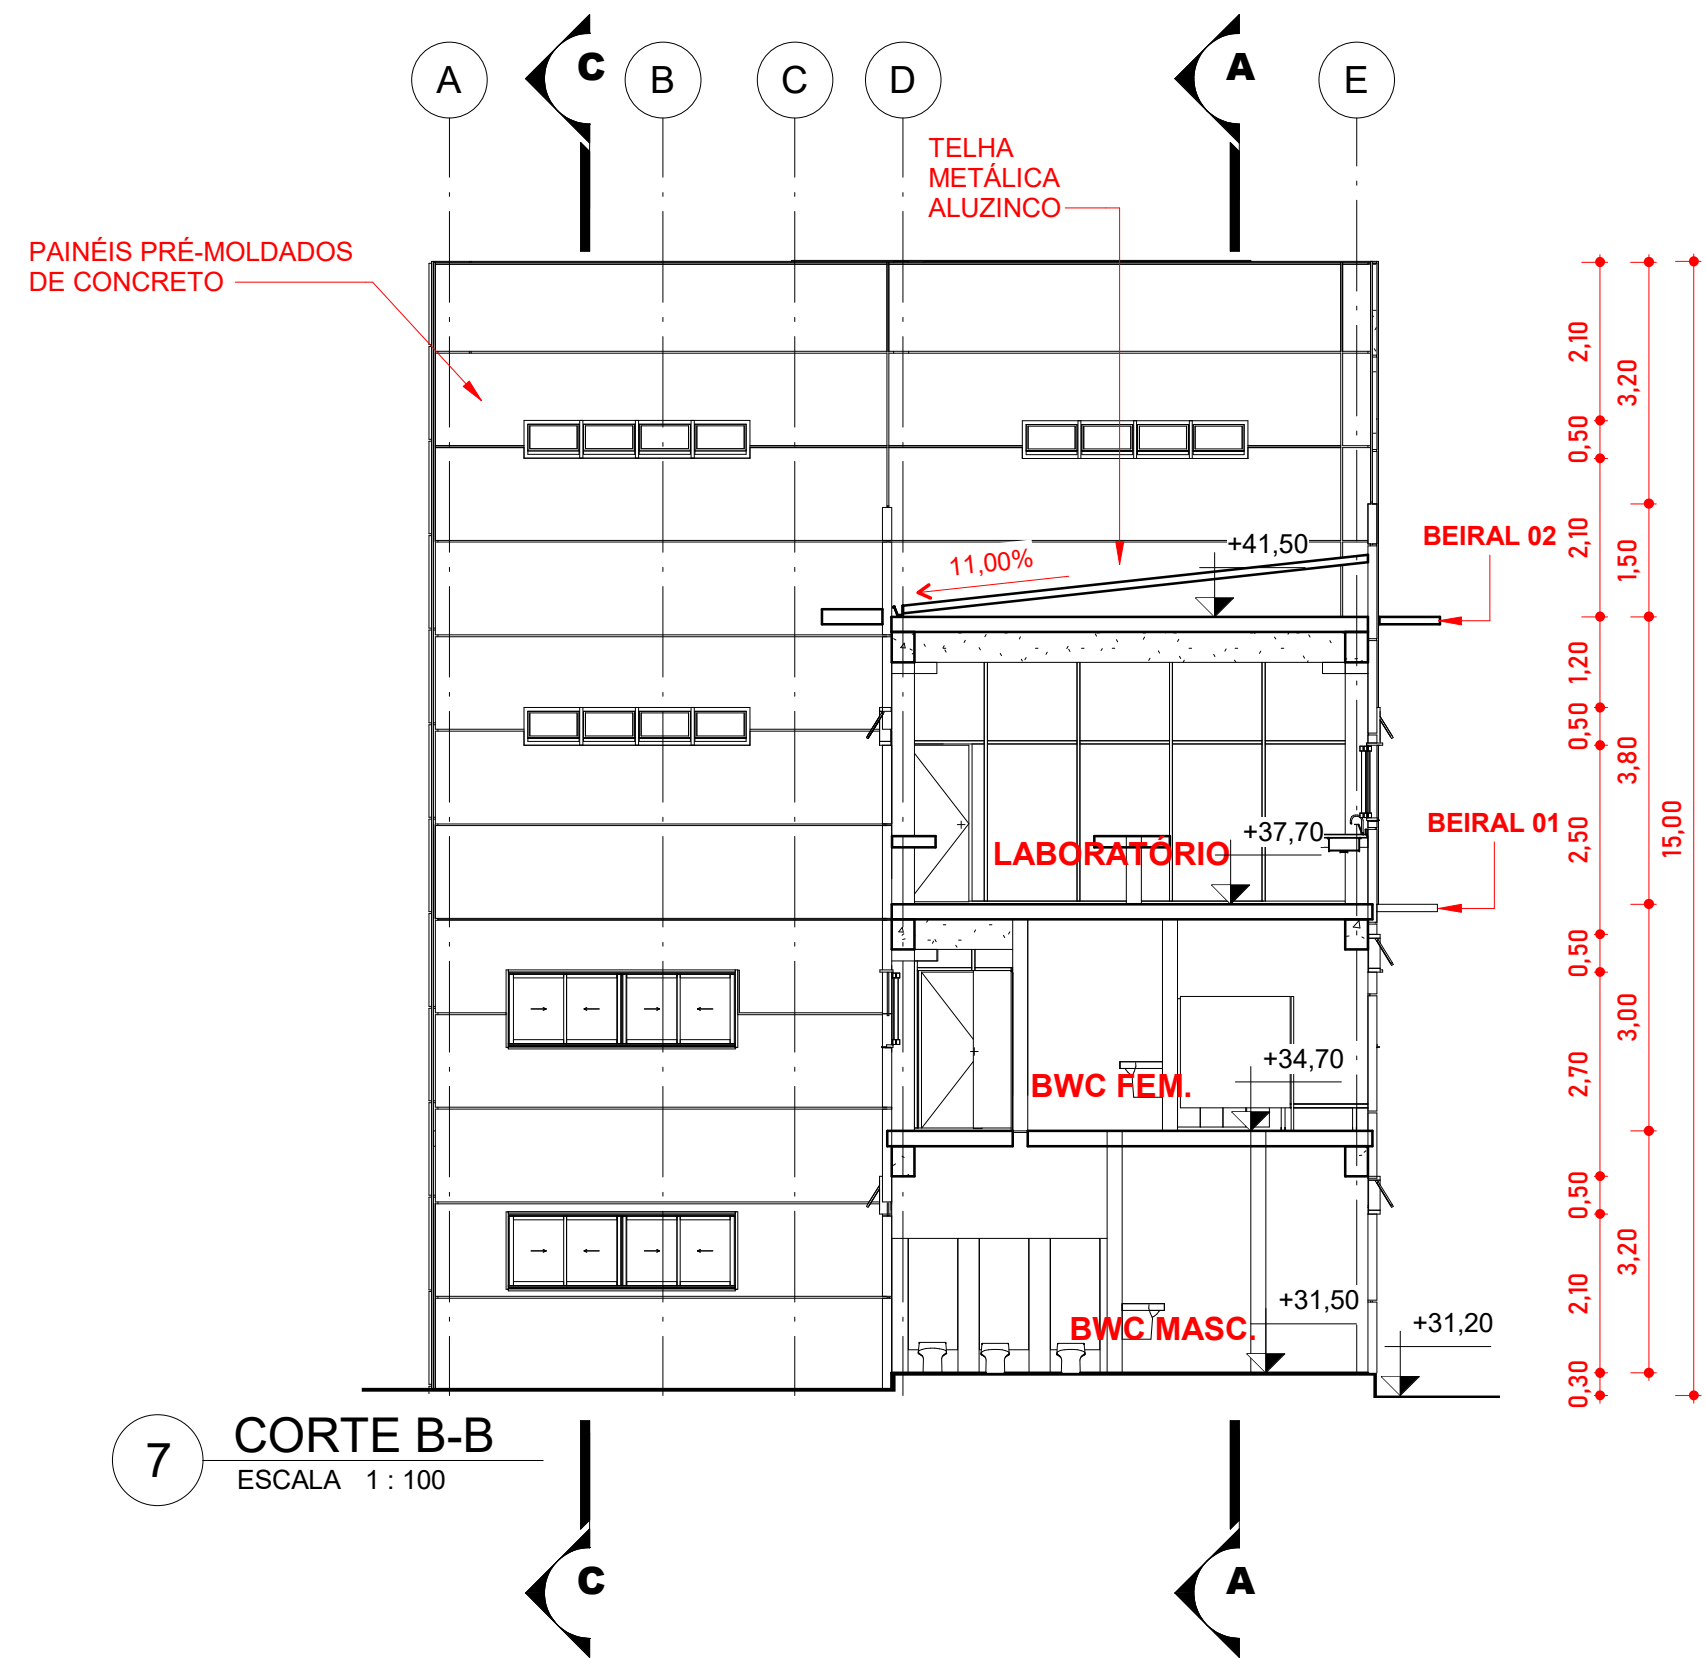 A
C
B
C
D
A
E
TELHA
METÁLICA
ALUZINCO
PAINÉIS PRÉ-MOLDADOS
DE CONCRETO
11,00%
+41,50
BEIRAL 02
LABORATÓRIO
+37,70
BEIRAL 01
BWC FEM.
+34,70
BWC MASC.
+31,50
+31,20
2,10
0,50
2,10
1,20
0,50
2,50
0,50
2,70
0,50
2,10
0,30
3,20
1,50
3,80
3,00
3,20
15,00
7
CORTE B-B
ESCALA 1 : 100
C
A